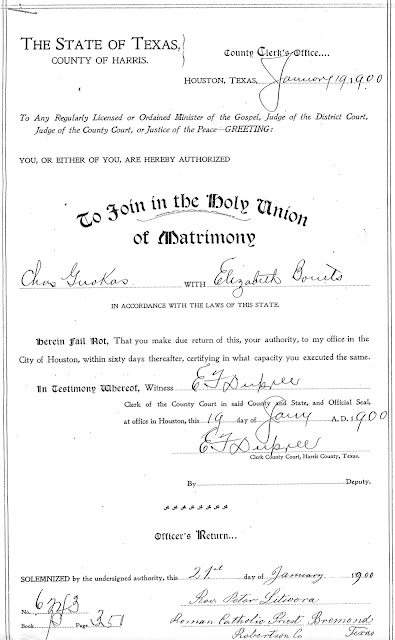 THE STATE OF TEXAS,
COUNTY OF HARRIS.
County Clerk's Office....
HOUSTON, TEXAS, January 19, 1900
To Any Regularly Licensed or Ordained Minister of the Gospel, Judge of the District Court,
Judge of the County Court, or Justice of the Peace—GREETING:
YOU, OR EITHER OF YOU, ARE HEREBY AUTHORIZED
To Join in the Holy Union
of Matrimony
Chas Guokas WITH Elizabeth
IN ACCORDANCE WITH THE LAWS OF THIS STATE.
Herein Fail Not, That you make due return of this, your authority, to my office in the
City of Houston, within sixty days thereafter, certifying in what capacity you executed the same.
In Testimony Whereof, Witness E F Dupree
Clerk of the County Court in said County and State, and Official Seal,
at office in Houston, this 19 day of Jany A. D. 1900
E F Dupree
Clerk County Court, Harris County, Texas.
By Deputy.
Officer's Return...
SOLEMNIZED by the undersigned authority, this 21st day of January 1900
No.
Rev. Peter Litwora
Book Page 351
Roman Catholic Priest Bremond
Robertson Co Texas